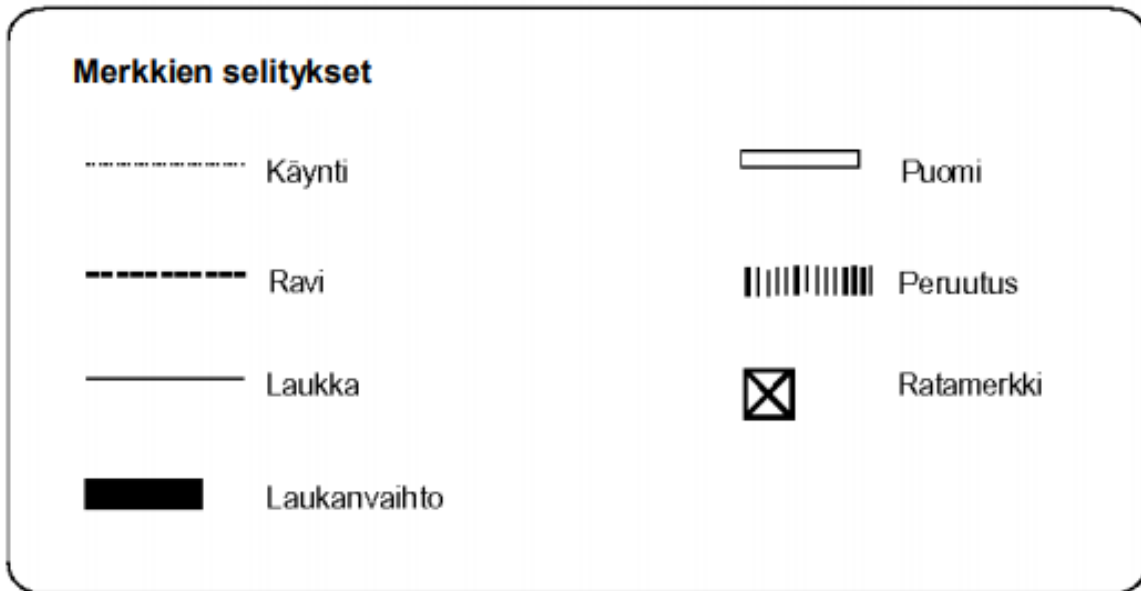 Merkkien selitykset
Käynti
Puomi
Ravi
Peruutus
Laukka
Ratamerkki
Laukanvaihto